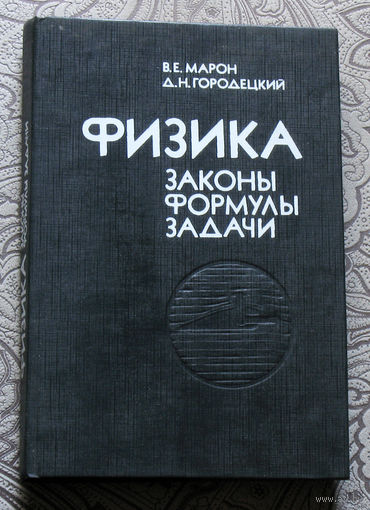 В.Е. МАРОН
Д.Н. ГОРОДЕЦКИЙ
ФИЗИКА
ЗАКОНЫ
ФОРМУЛЫ
ЗАДАЧИ